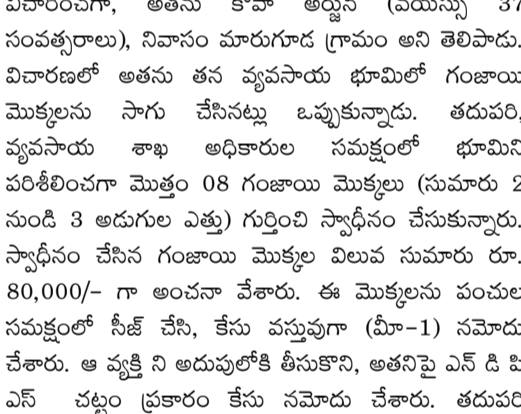 విచారించగా, అతను కోవా అర్జున్ (వయస్సు 37
సంవత్సరాలు), నివాసం మారుగూడ గ్రామం అని తెలిపాడు.
విచారణలో అతను తన వ్యవసాయ భూమిలో గంజాయి
మొక్కలను సాగు చేసినట్లు ఒప్పుకున్నాడు. తదుపరి,
వ్యవసాయ శాఖ అధికారుల సమక్షంలో భూమిని
పరిశీలించగా మొత్తం 08 గంజాయి మొక్కలు (సుమారు 2
నుండి 3 అడుగుల ఎత్తు) గుర్తించి స్వాధీనం చేసుకున్నారు.
స్వాధీనం చేసిన గంజాయి మొక్కల విలువ సుమారు రూ.
80,000/- గా అంచనా వేశారు. ఈ మొక్కలను పంచుల
సమక్షంలో సీజ్ చేసి, కేసు వస్తువుగా (మీ-1) నమోదు
చేశారు. ఆ వ్యక్తి ని అదుపులోకి తీసుకొని, అతనిపై ఎన్ డి పి
ఎస్ చట్టం ప్రకారం కేసు నమోదు చేశారు. తదుపరి